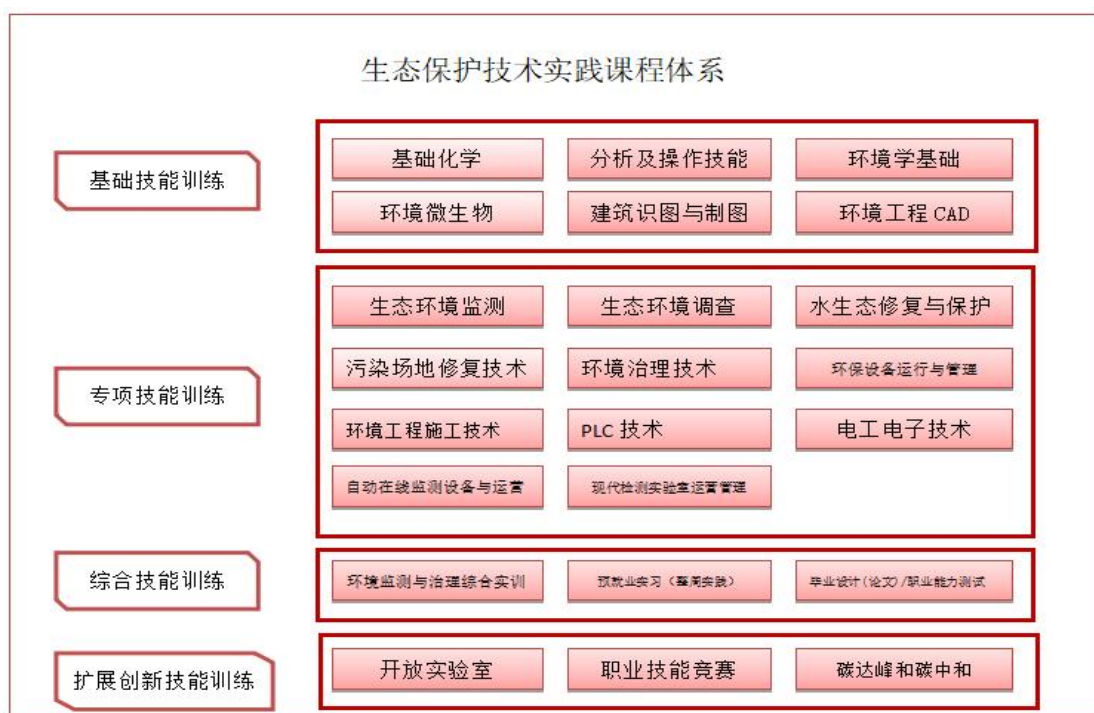 生态保护技术实践课程体系
基础技能训练
基础化学
分析及操作技能
环境学基础
环境微生物
建筑识图与制图
环境工程 CAD
专项技能训练
生态环境监测
生态环境调查
水生态修复与保护
污染场地修复技术
环境治理技术
环保设备运行与管理
环境工程施工技术
PLC 技术
电工电子技术
自动在线监测设备与运营
现代检测实验室运营管理
综合技能训练
环境监测与治理综合实训
预就业实习（整周实践）
毕业设计(论文)/职业能力测试
扩展创新技能训练
开放实验室
职业技能竞赛
碳达峰和碳中和